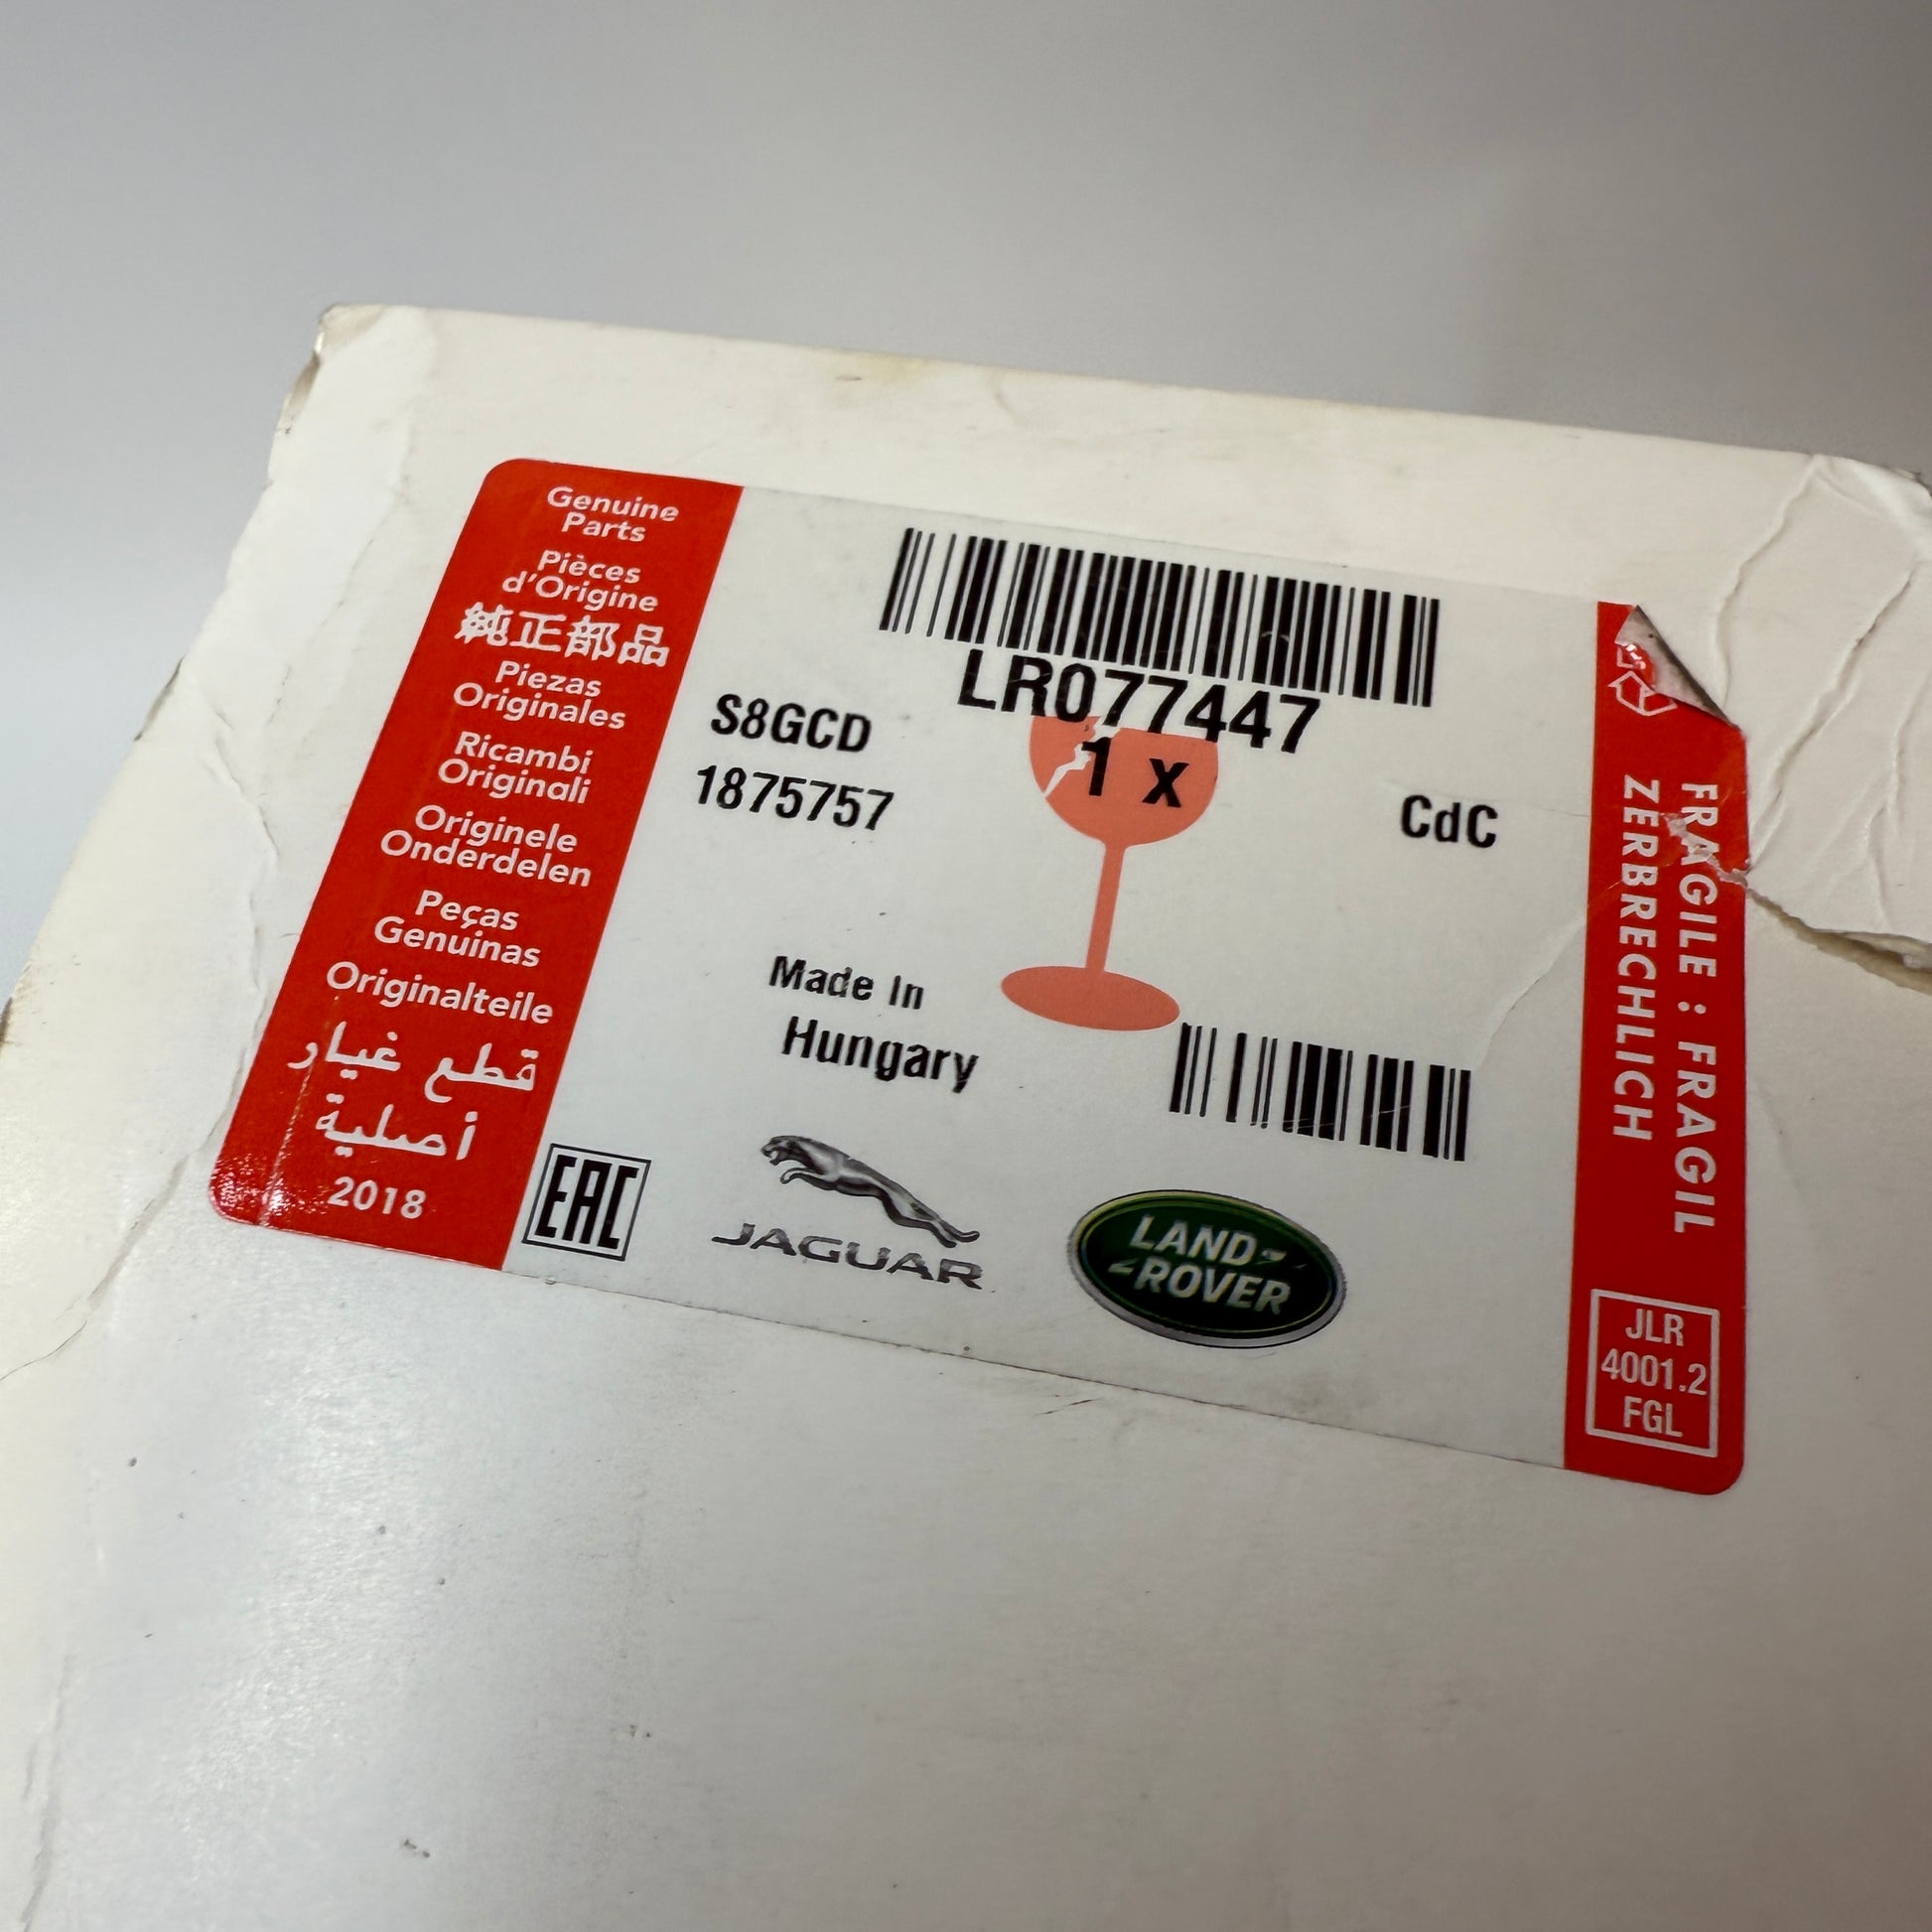 Genuine
Parts
Pièces
d'Origine
純正部品
Piezas
Originales
Ricambi
Originali
Originele
Onderdelen
Peças
Genuinas
Originalteile
قطع غيار
أصلية
2018
LR077447
1 x
S8GCD
1875757
CdC
Made In
Hungary
EAC
JAGUAR
LAND
ROVER
FRAGILE : FRAGIL
ZERBRECHLICH
JLR
4001.2
FGL